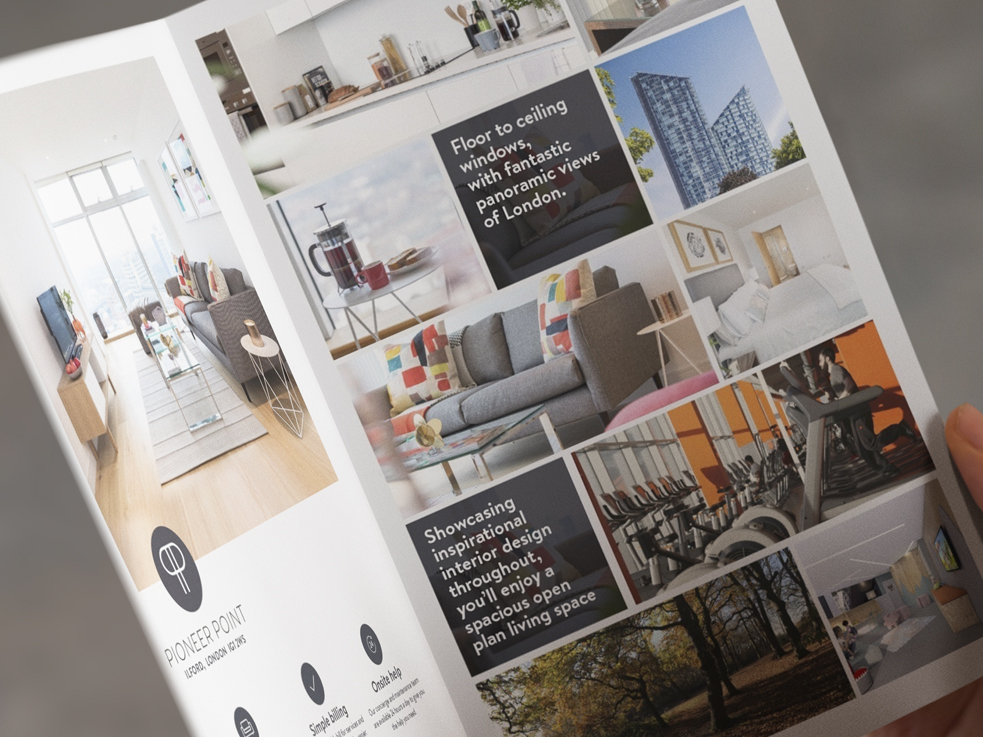 PIONEER POINT
ILFORD, LONDON IG1 2WS
Simple billing
Onsite help
Our concierge and maintenance team
are available 24 hours a day to give you
the help you need.
Floor to ceiling
windows,
with fantastic
panoramic views
of London.
Showcasing
inspirational
interior design
throughout,
you'll enjoy a
spacious open
plan living space